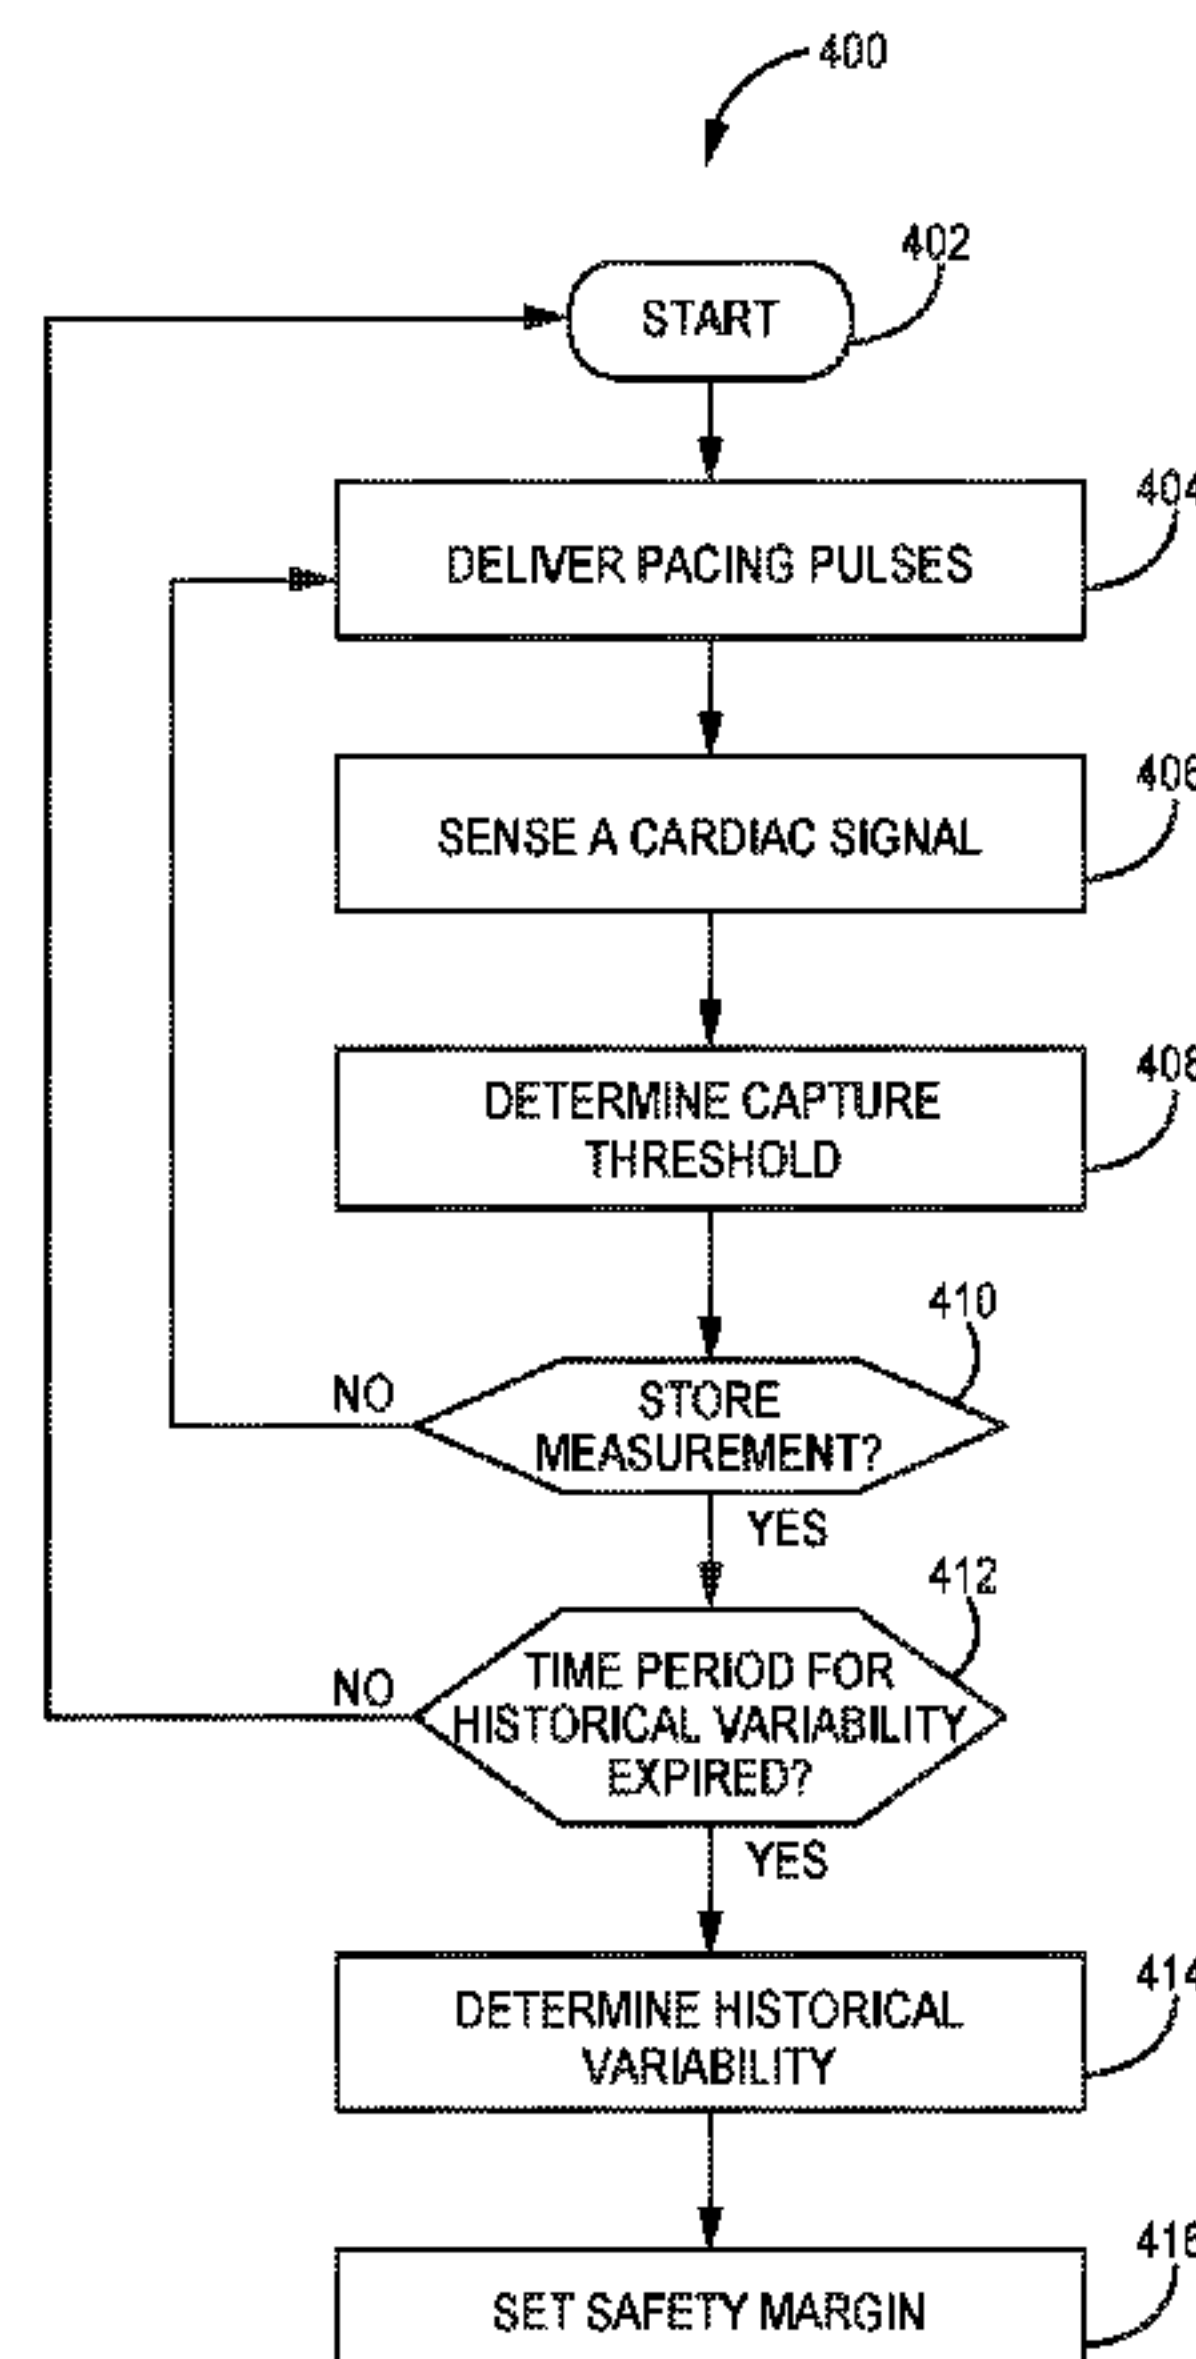 400
402
START
404
DELIVER PACING PULSES
406
SENSE A CARDIAC SIGNAL
408
DETERMINE CAPTURE
THRESHOLD
410
NO
STORE
MEASUREMENT?
YES
412
NO
TIME PERIOD FOR
HISTORICAL VARIABILITY
EXPIRED?
YES
414
DETERMINE HISTORICAL
VARIABILITY
416
SET SAFETY MARGIN